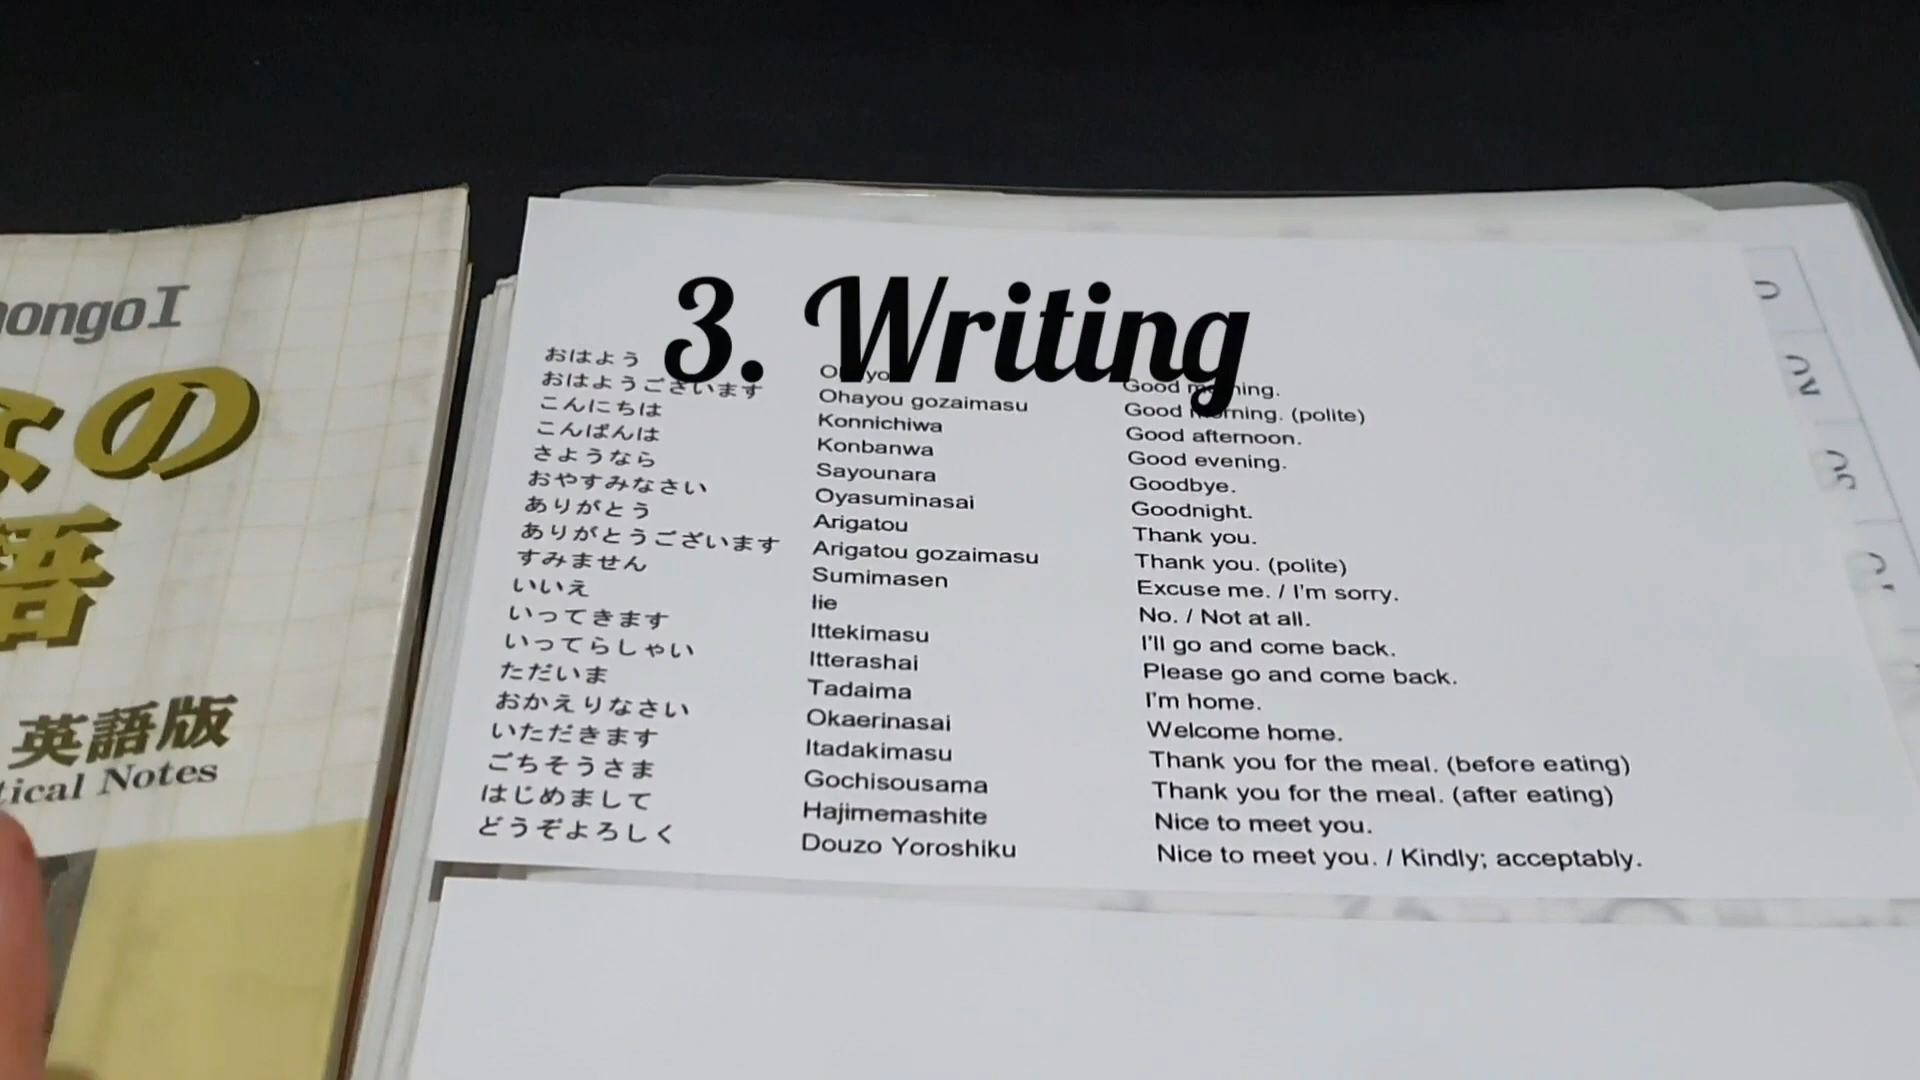 3. Writing
ongo I
の
語
英語版
tical Notes
おはよう Good morning.
おはようございます Ohayou gozaimasu Good morning. (polite)
こんにちは Konnichiwa Good afternoon.
こんばんは Konbanwa Good evening.
さようなら Sayounara Goodbye.
おやすみなさい Oyasuminasai Goodnight.
ありがとう Arigatou Thank you.
ありがとうございます Arigatou gozaimasu Thank you. (polite)
すみません Sumimasen Excuse me. / I'm sorry.
いいえ Iie No. / Not at all.
いってきます Ittekimasu I'll go and come back.
いってらしゃい Itterashai Please go and come back.
ただいま Tadaima I'm home.
おかえりなさい Okaerinasai Welcome home.
いただきます Itadakimasu Thank you for the meal. (before eating)
ごちそうさま Gochisousama Thank you for the meal. (after eating)
はじめまして Hajimemashite Nice to meet you.
どうぞよろしく Douzo Yoroshiku Nice to meet you. / Kindly; acceptably.